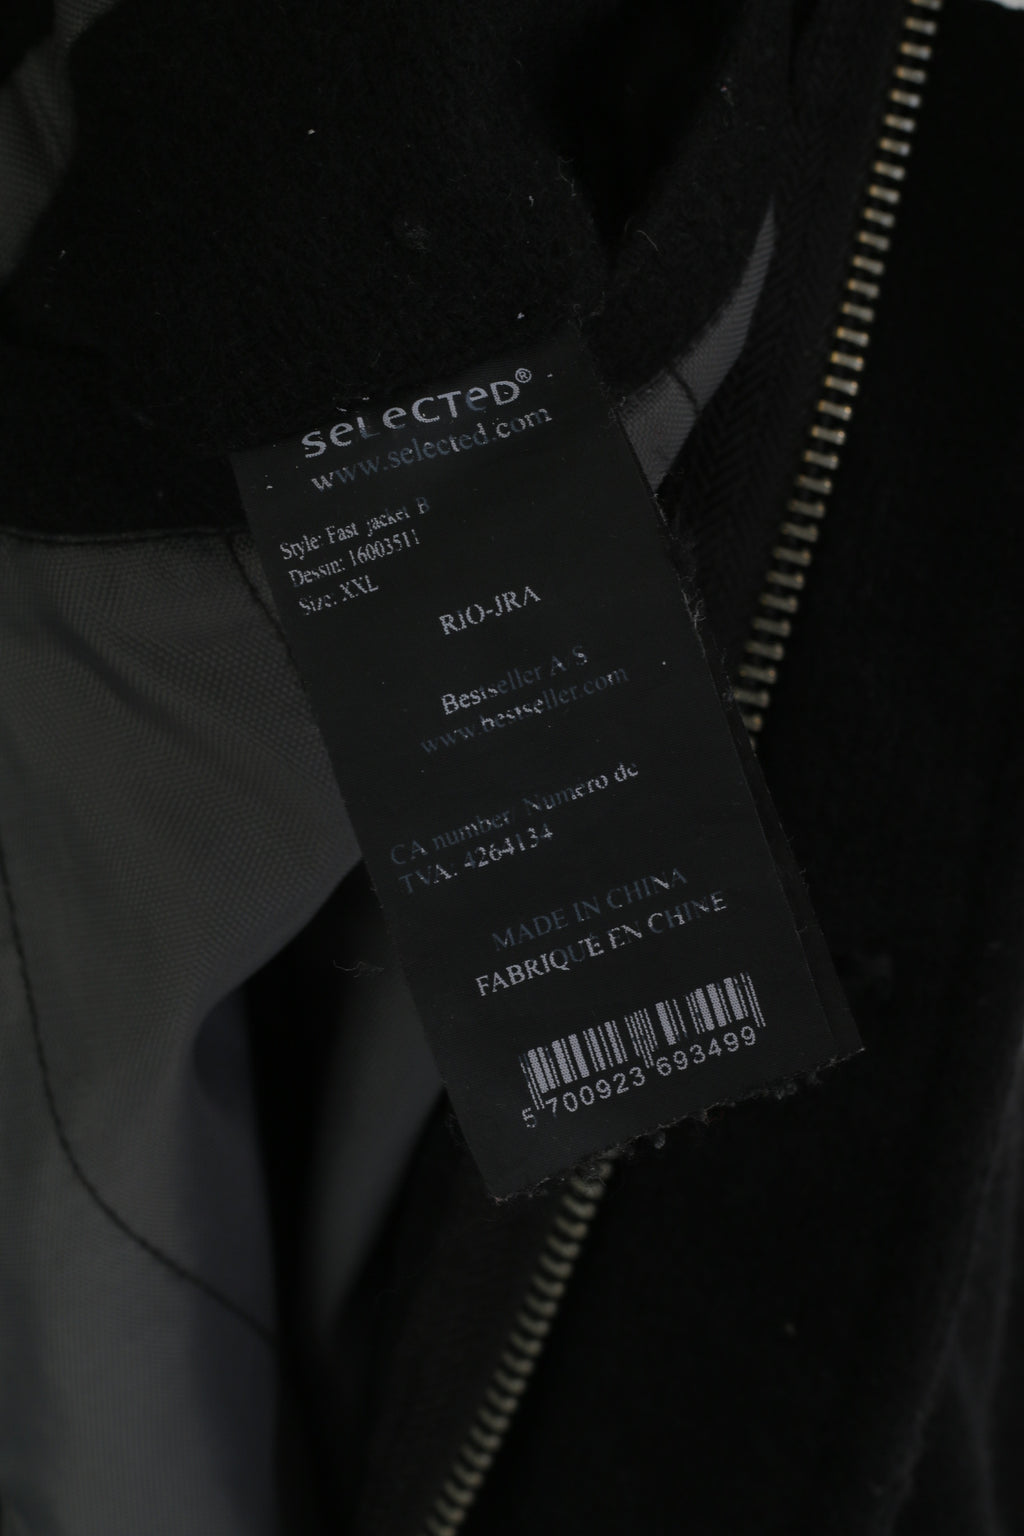 SELECTED®
www.selected.com
Style: Fast jacket B
Dessin: 16003511
Size: XXL
RIO-JRA
Bestseller A/S
www.bestseller.com
CA number/ Numero de
TVA: 4264134
MADE IN CHINA
FABRIQUE EN CHINE
5 700923 693499